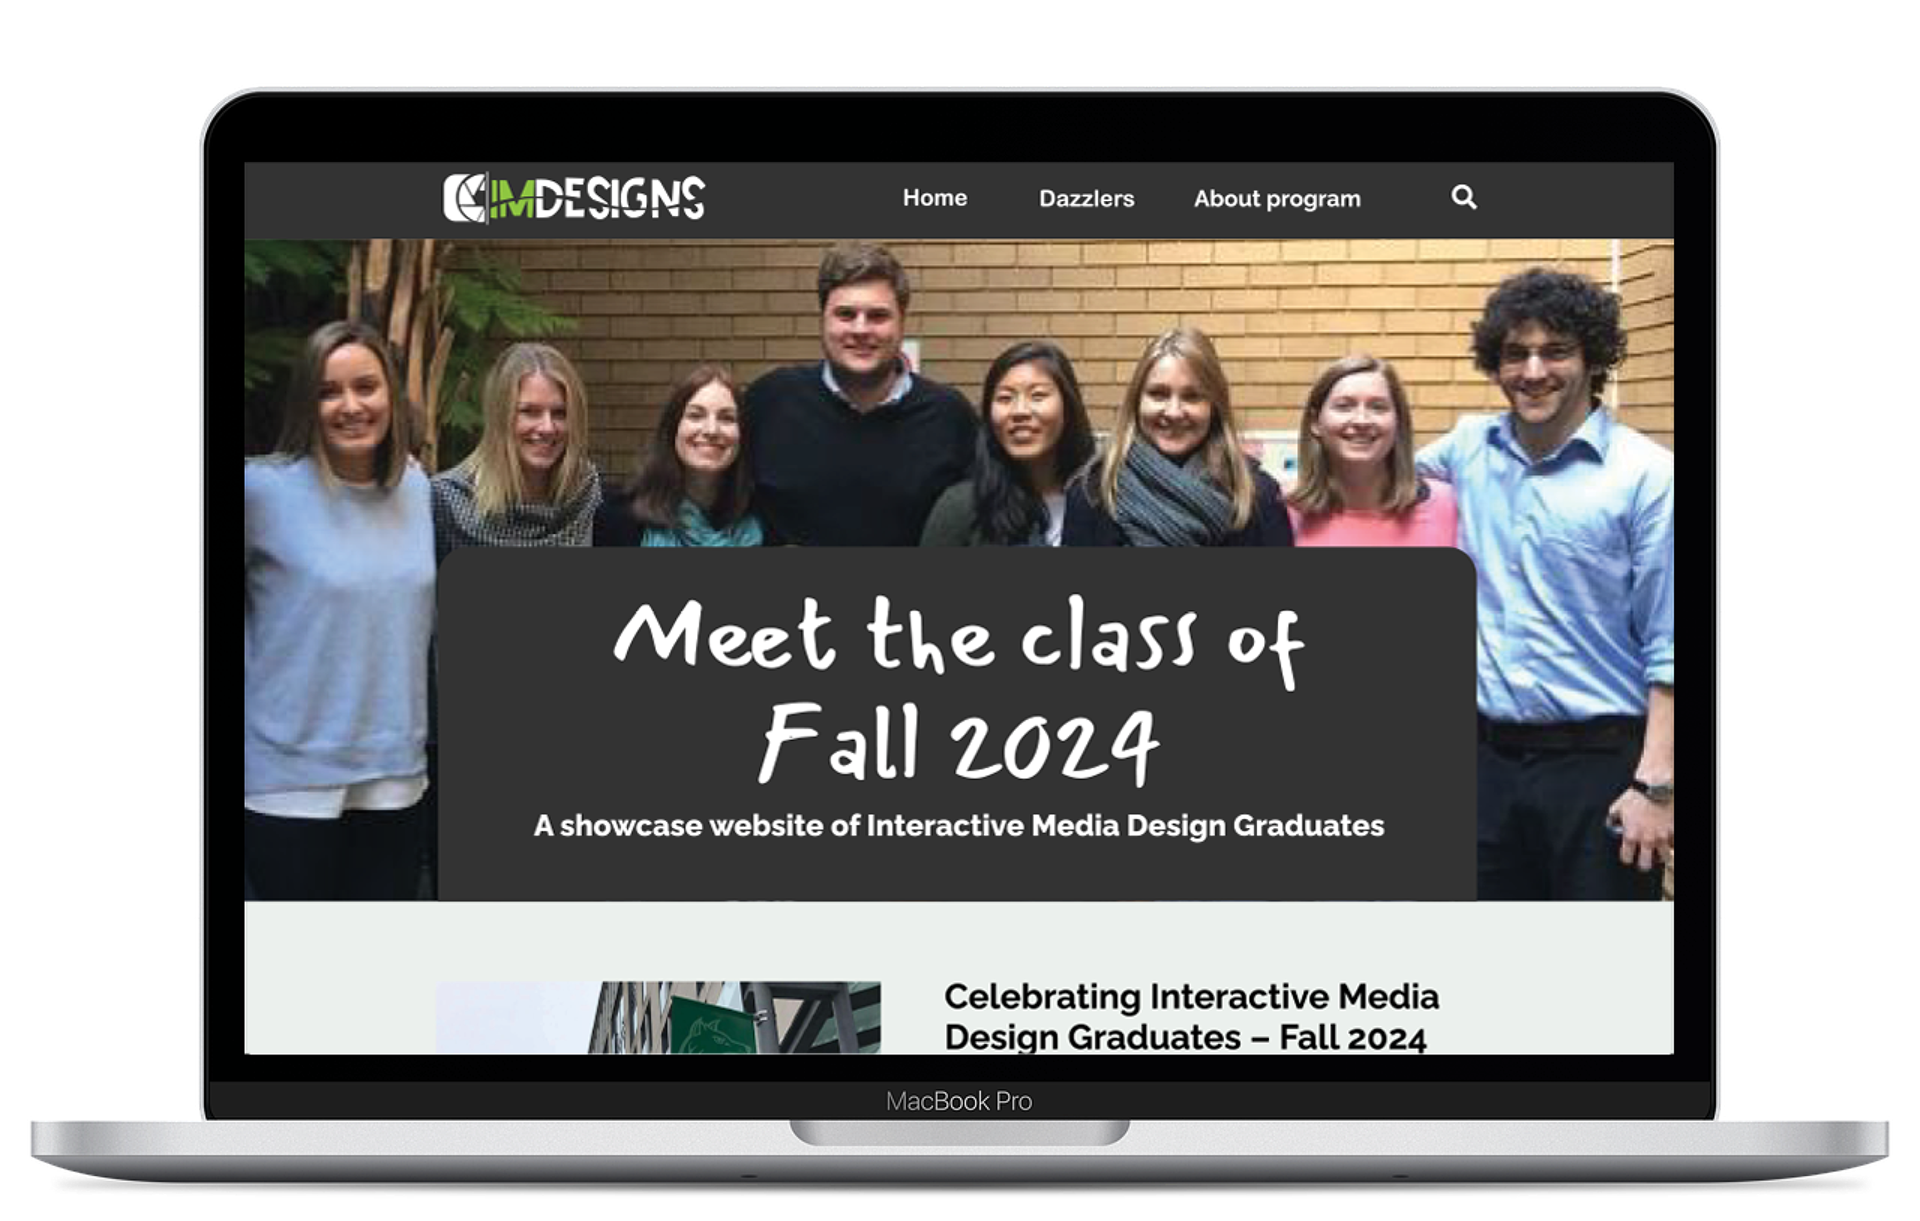 IMDESIGNS
Home Dazzlers About program
Meet the class of
Fall 2024
A showcase website of Interactive Media Design Graduates
Celebrating Interactive Media
Design Graduates – Fall 2024
MacBook Pro